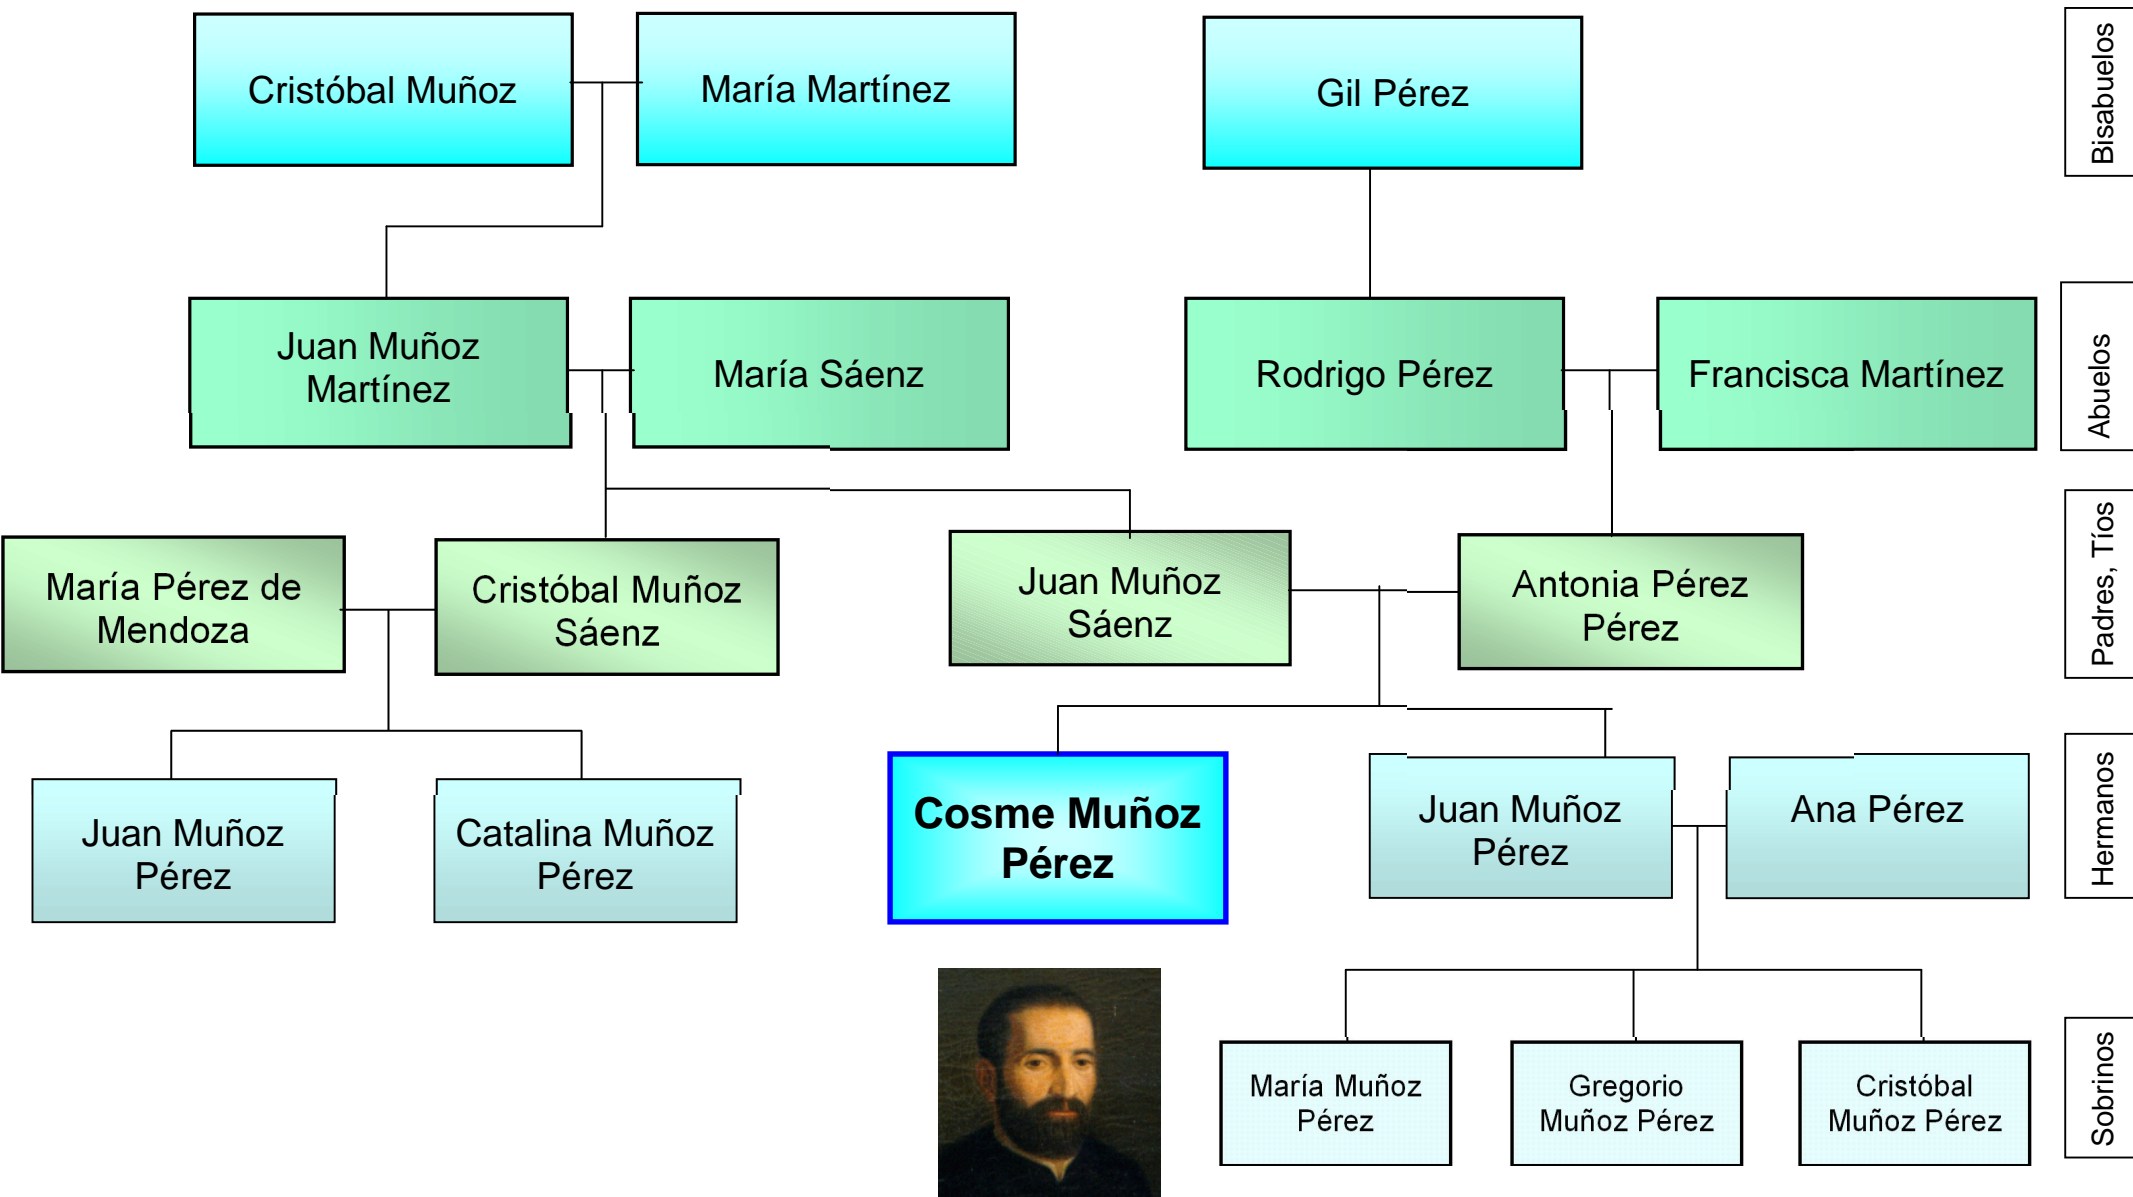 Cristóbal Muñoz
María Martínez
Gil Pérez
Bisabuelos
Juan Muñoz
Martínez
María Sáenz
Rodrigo Pérez
Francisca Martínez
Abuelos
María Pérez de
Mendoza
Cristóbal Muñoz
Sáenz
Juan Muñoz
Sáenz
Antonia Pérez
Pérez
Padres, Tíos
Juan Muñoz
Pérez
Catalina Muñoz
Pérez
Cosme Muñoz
Pérez
Juan Muñoz
Pérez
Ana Pérez
Hermanos
María Muñoz
Pérez
Gregorio
Muñoz Pérez
Cristóbal
Muñoz Pérez
Sobrinos